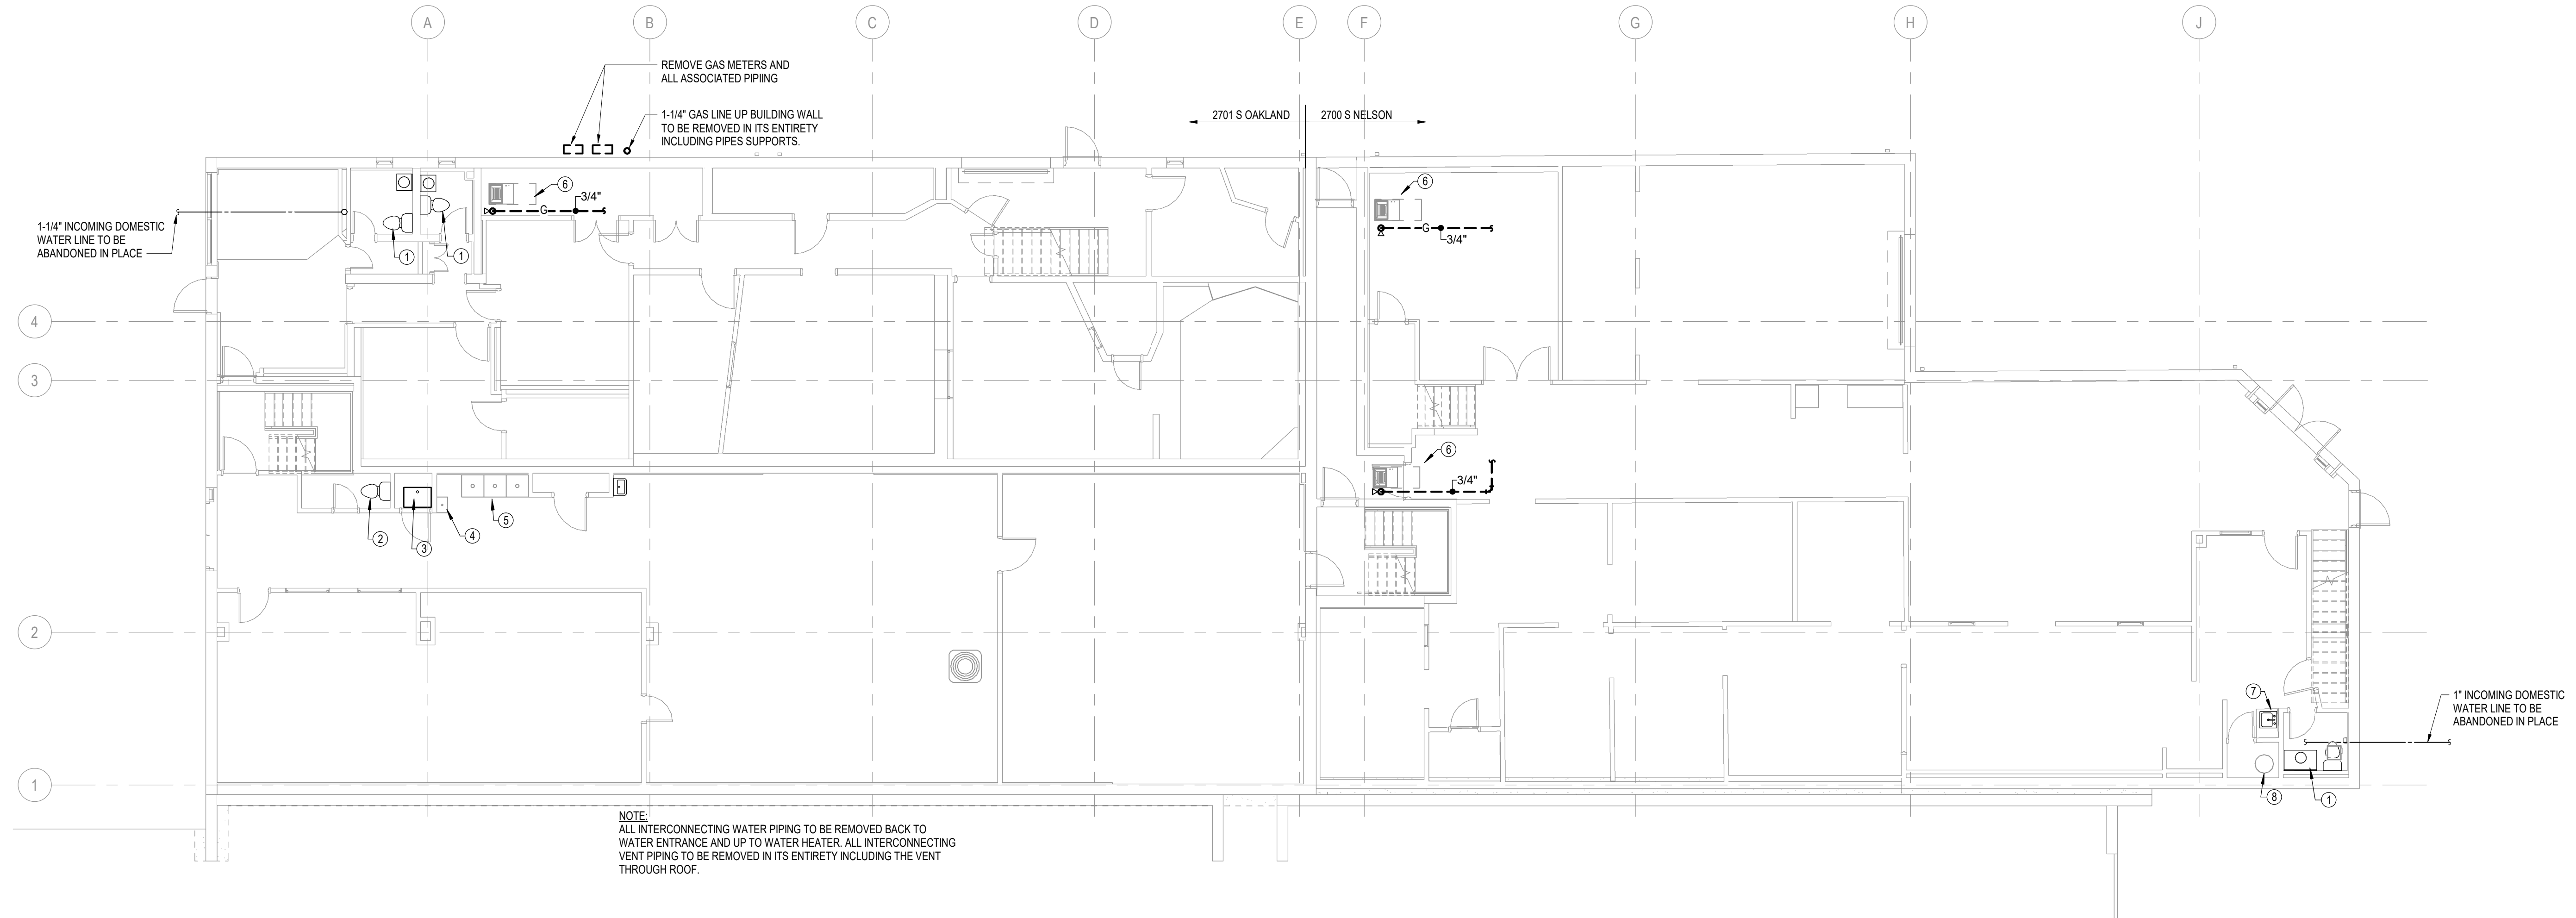 A
B
C
D
E
F
G
H
J
REMOVE GAS METERS AND
ALL ASSOCIATED PIPIING
1-1/4" GAS LINE UP BUILDING WALL
TO BE REMOVED IN ITS ENTIRETY
INCLUDING PIPES SUPPORTS.
2701 S OAKLAND
2700 S NELSON
6
3/4"
G
6
G
3/4"
1-1/4" INCOMING DOMESTIC
WATER LINE TO BE
ABANDONED IN PLACE
1
1
4
3
6
3/4"
2
3
4
5
2
7
1" INCOMING DOMESTIC
WATER LINE TO BE
ABANDONED IN PLACE
1
8
1
NOTE:
ALL INTERCONNECTING WATER PIPING TO BE REMOVED BACK TO
WATER ENTRANCE AND UP TO WATER HEATER. ALL INTERCONNECTING
VENT PIPING TO BE REMOVED IN ITS ENTIRETY INCLUDING THE VENT
THROUGH ROOF.